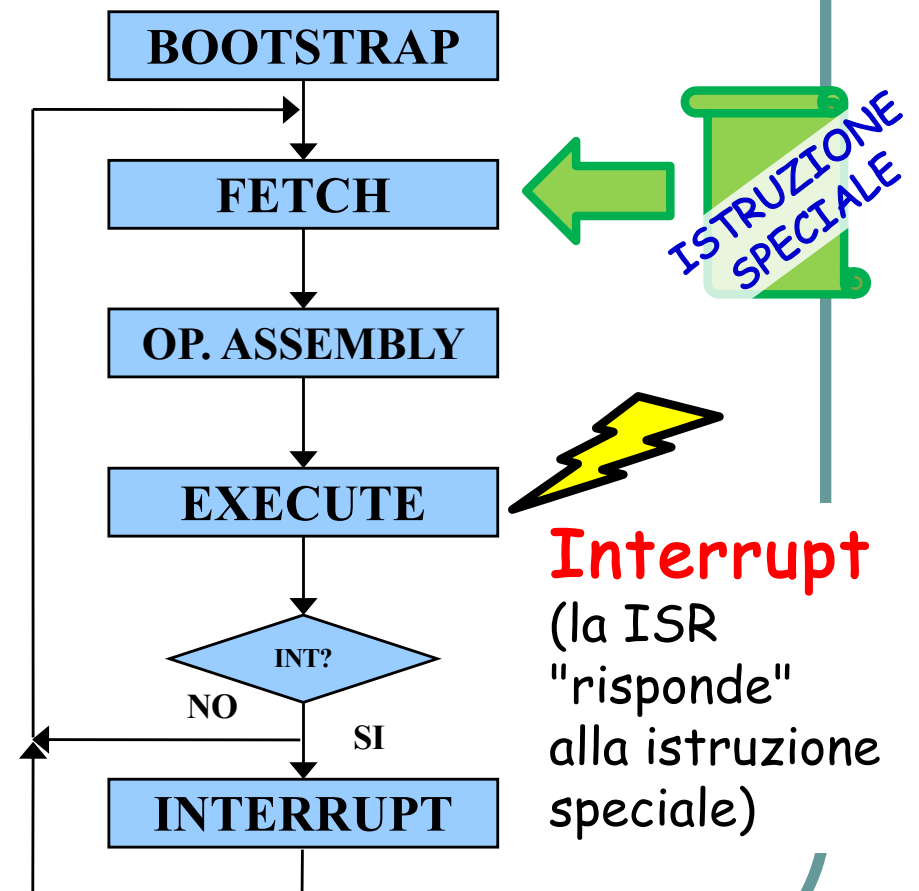 BOOTSTRAP
FETCH
ISTRUZIONE
SPECIALE
OP. ASSEMBLY
EXECUTE
Interrupt
(la ISR
"risponde"
alla istruzione
speciale)
INT?
NO
SI
INTERRUPT